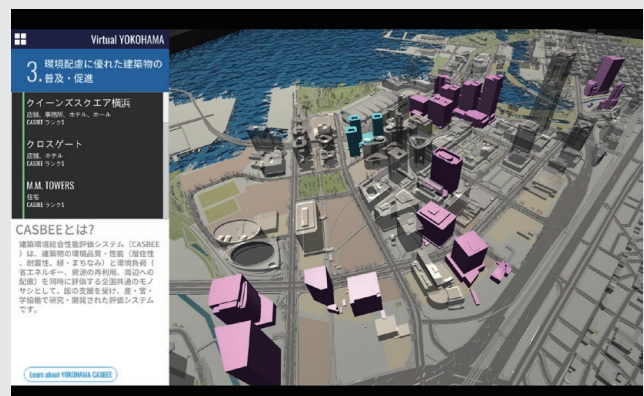 Virtual YOKOHAMA
3. 環境配慮に優れた建築物の
普及・促進
クイーンズスクエア横浜
店舗、事務所、ホテル、ホール
CASBEE ランクS
クロスゲート
店舗、ホテル
CASBEE ランクS
M.M. TOWERS
住宅
CASBEE ランクS
CASBEEとは?
建築環境総合性能評価システム(CASBEE
)は、建築物の環境品質・性能(居住性
、耐震性、緑・まちなみ)と環境負荷(
省エネルギー、資源の再利用、周辺への
配慮)を同時に評価する全国共通のモノ
サシとして、国の支援を受け、産・官・
学協働で研究・開発された評価システム
です。
Learn about YOKOHAMA CASBEE